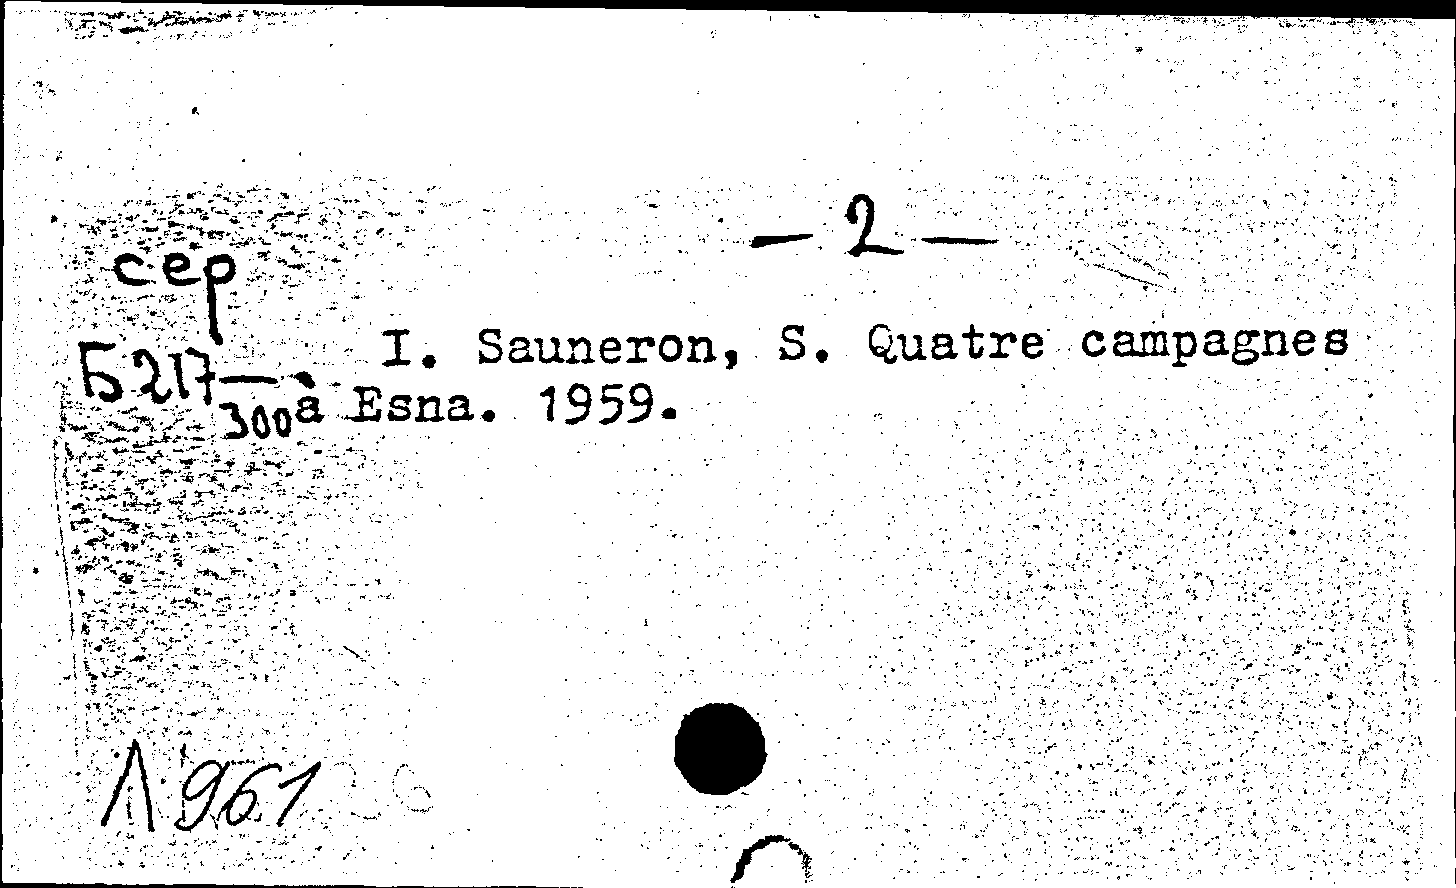 — 2 —
сер
Б217—
300
I. Sauneron, S. Quatre campagnes
à Esna. 1959.
Л961